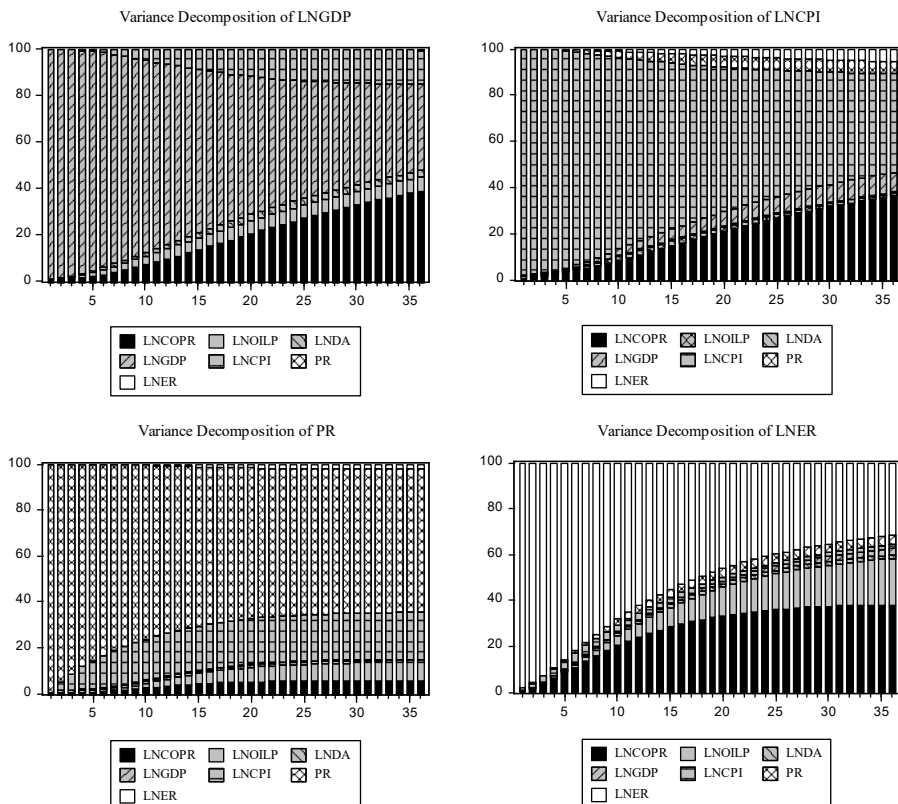 Variance Decomposition of LNGDP
100
80
60
40
20
0
5 10 15 20 25 30 35
LNCOPR LNOILP LNDA
LNGDP LNCPI PR
LNER
Variance Decomposition of LNCPI
100
80
60
40
20
0
5 10 15 20 25 30 35
LNCOPR LNOILP LNDA
LNGDP LNCPI PR
LNER
Variance Decomposition of PR
100
80
60
40
20
0
5 10 15 20 25 30 35
LNCOPR LNOILP LNDA
LNGDP LNCPI PR
LNER
Variance Decomposition of LNER
100
80
60
40
20
0
5 10 15 20 25 30 35
LNCOPR LNOILP LNDA
LNGDP LNCPI PR
LNER